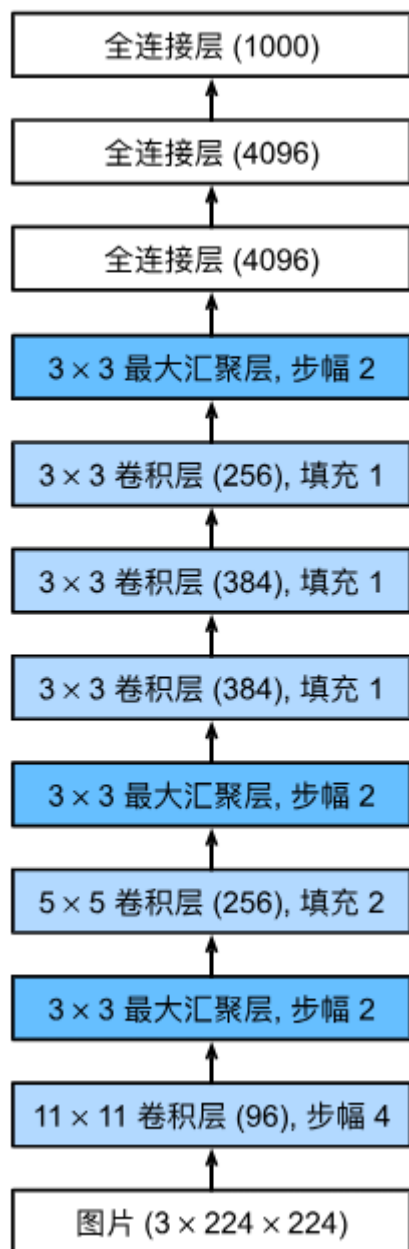 全连接层 (1000)
全连接层 (4096)
全连接层 (4096)
3 × 3 最大汇聚层, 步幅 2
3 × 3 卷积层 (256), 填充 1
3 × 3 卷积层 (384), 填充 1
3 × 3 卷积层 (384), 填充 1
3 × 3 最大汇聚层, 步幅 2
5 × 5 卷积层 (256), 填充 2
3 × 3 最大汇聚层, 步幅 2
11 × 11 卷积层 (96), 步幅 4
图片 (3 × 224 × 224)